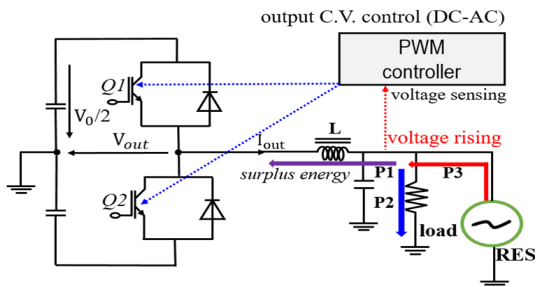 output C.V. control (DC-AC)
PWM
controller
voltage sensing
Q1
V0/2
Vout
Iout
L
voltage rising
surplus energy
P1
P3
P2
Q2
load
RES